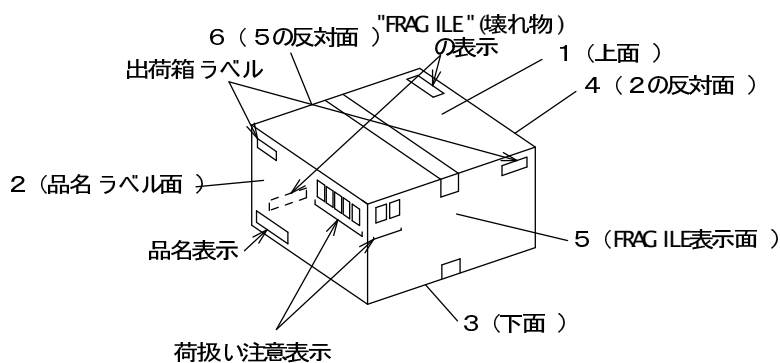 "FRAGILE"(壊れ物)
の表示
6(5の反対面)
1(上面)
出荷箱ラベル
4(2の反対面)
2(品名ラベル面)
5(FRAGILE表示面)
品名表示
3(下面)
荷扱い注意表示